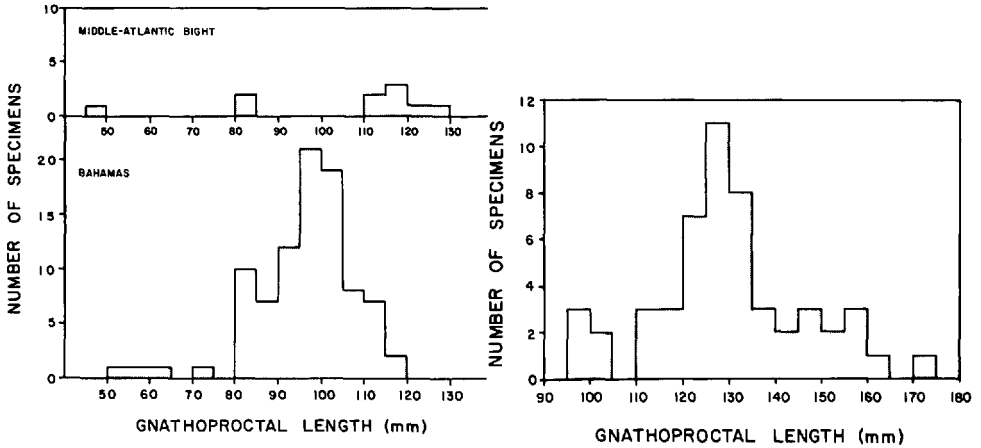 10
MIDDLE-ATLANTIC BIGHT
5
0
50 60 70 80 90 100 110 120 130
20
BAHAMAS
15
10
5
0
50 60 70 80 90 100 110 120 130
NUMBER OF SPECIMENS
GNATHOPROCTAL LENGTH (mm)
12
10
8
6
4
2
0
90 100 110 120 130 140 150 160 170 180
NUMBER OF SPECIMENS
GNATHOPROCTAL LENGTH (mm)